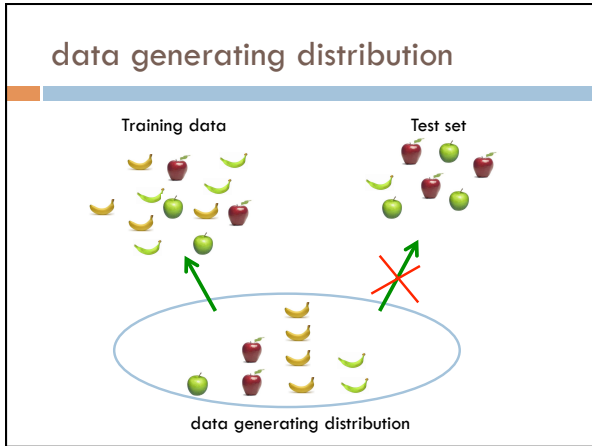 data generating distribution
Training data
Test set
data generating distribution